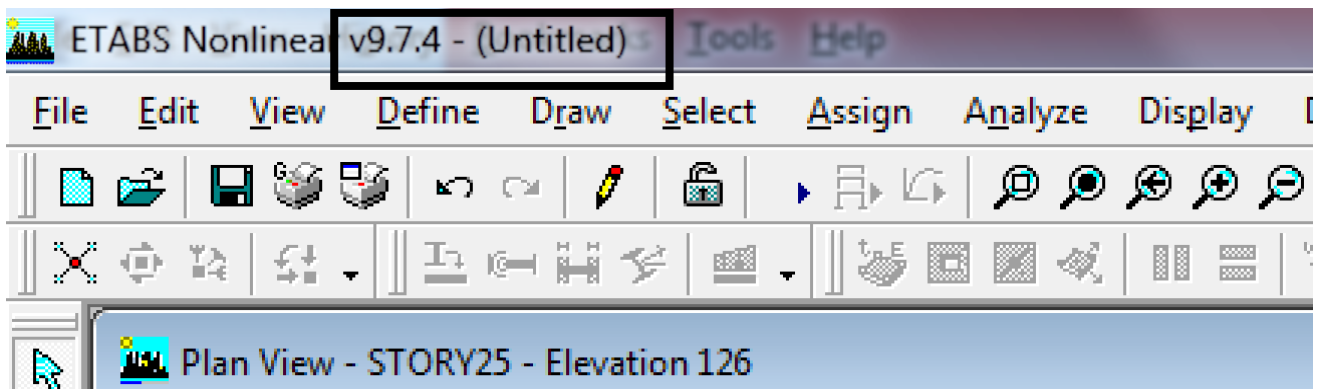 ETABS Nonlinear v9.7.4 - (Untitled) Tools Help
File Edit View Define Draw Select Assign Analyze Display
Plan View - STORY25 - Elevation 126